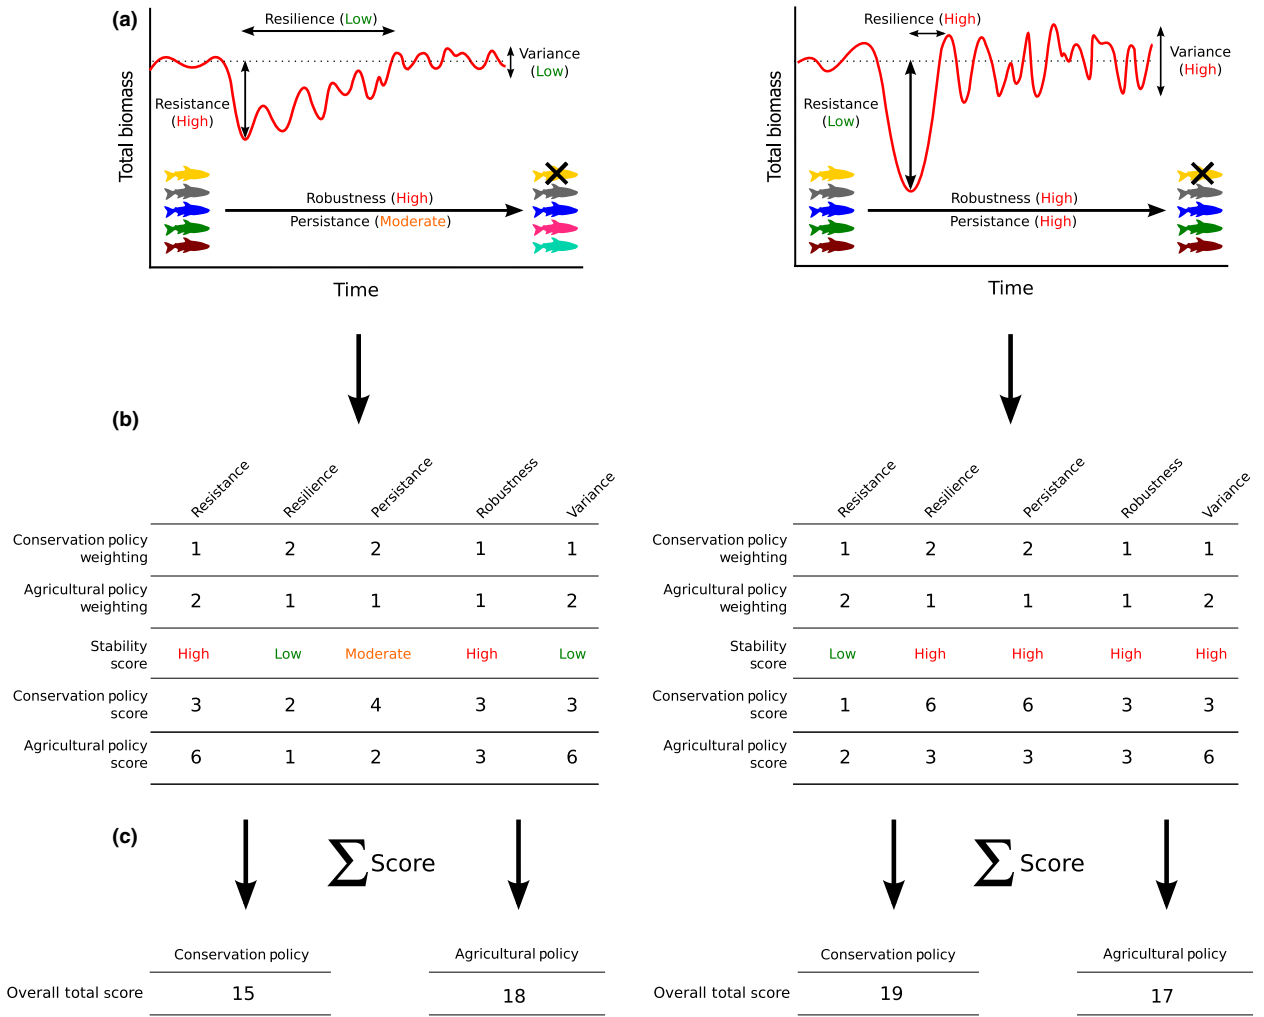 (a)
Resilience (Low)
Variance
(Low)
Resistance
(High)
Total biomass
Robustness (High)
Persistance (Moderate)
Time
Resilience (High)
Variance
(High)
Resistance
(Low)
Total biomass
Robustness (High)
Persistance (High)
Time
(b)
Resistance Resilience Persistance Robustness Variance
Conservation policy
weighting 1 2 2 1 1
Agricultural policy
weighting 2 1 1 1 2
Stability
score High Low Moderate High Low
Conservation policy
score 3 2 4 3 3
Agricultural policy
score 6 1 2 3 6
Resistance Resilience Persistance Robustness Variance
Conservation policy
weighting 1 2 2 1 1
Agricultural policy
weighting 2 1 1 1 2
Stability
score Low High High High High
Conservation policy
score 1 6 6 3 3
Agricultural policy
score 2 3 3 3 6
(c)
∑ Score
Conservation policy Agricultural policy
Overall total score 15 18
∑ Score
Conservation policy Agricultural policy
Overall total score 19 17